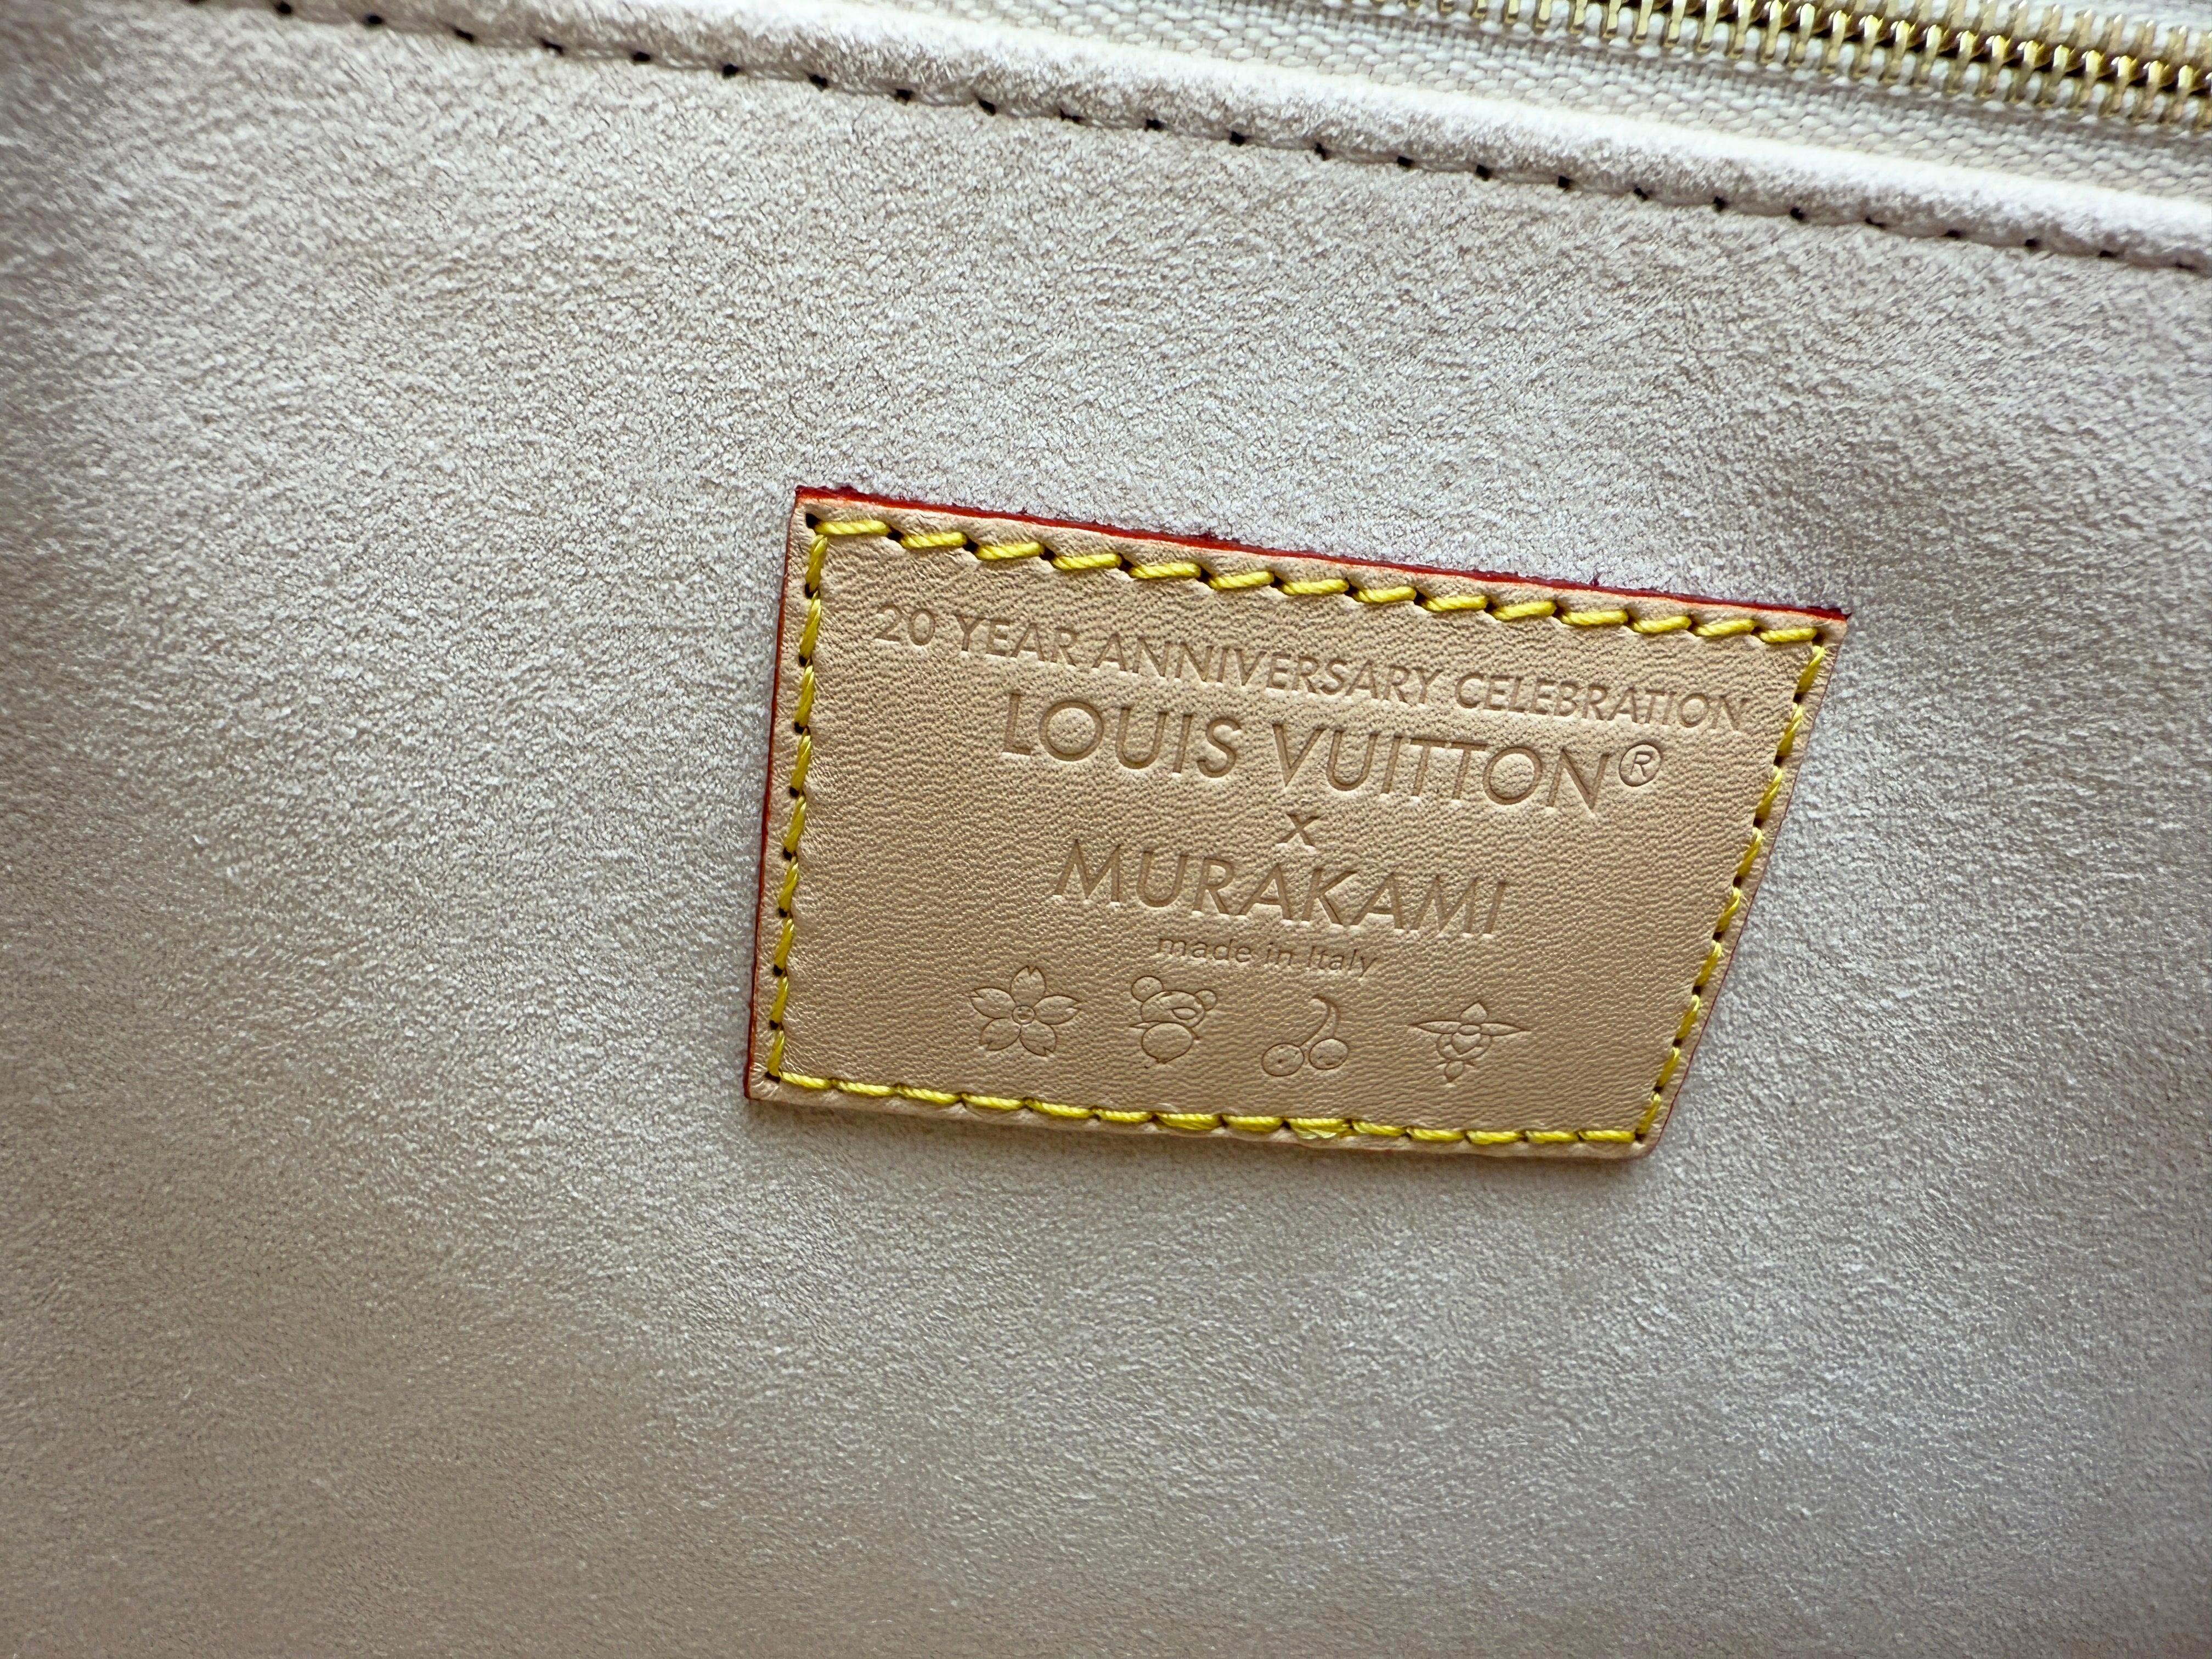 20 YEAR ANNIVERSARY CELEBRATION
LOUIS VUITTON®
x
MURAKAMI
made in Italy